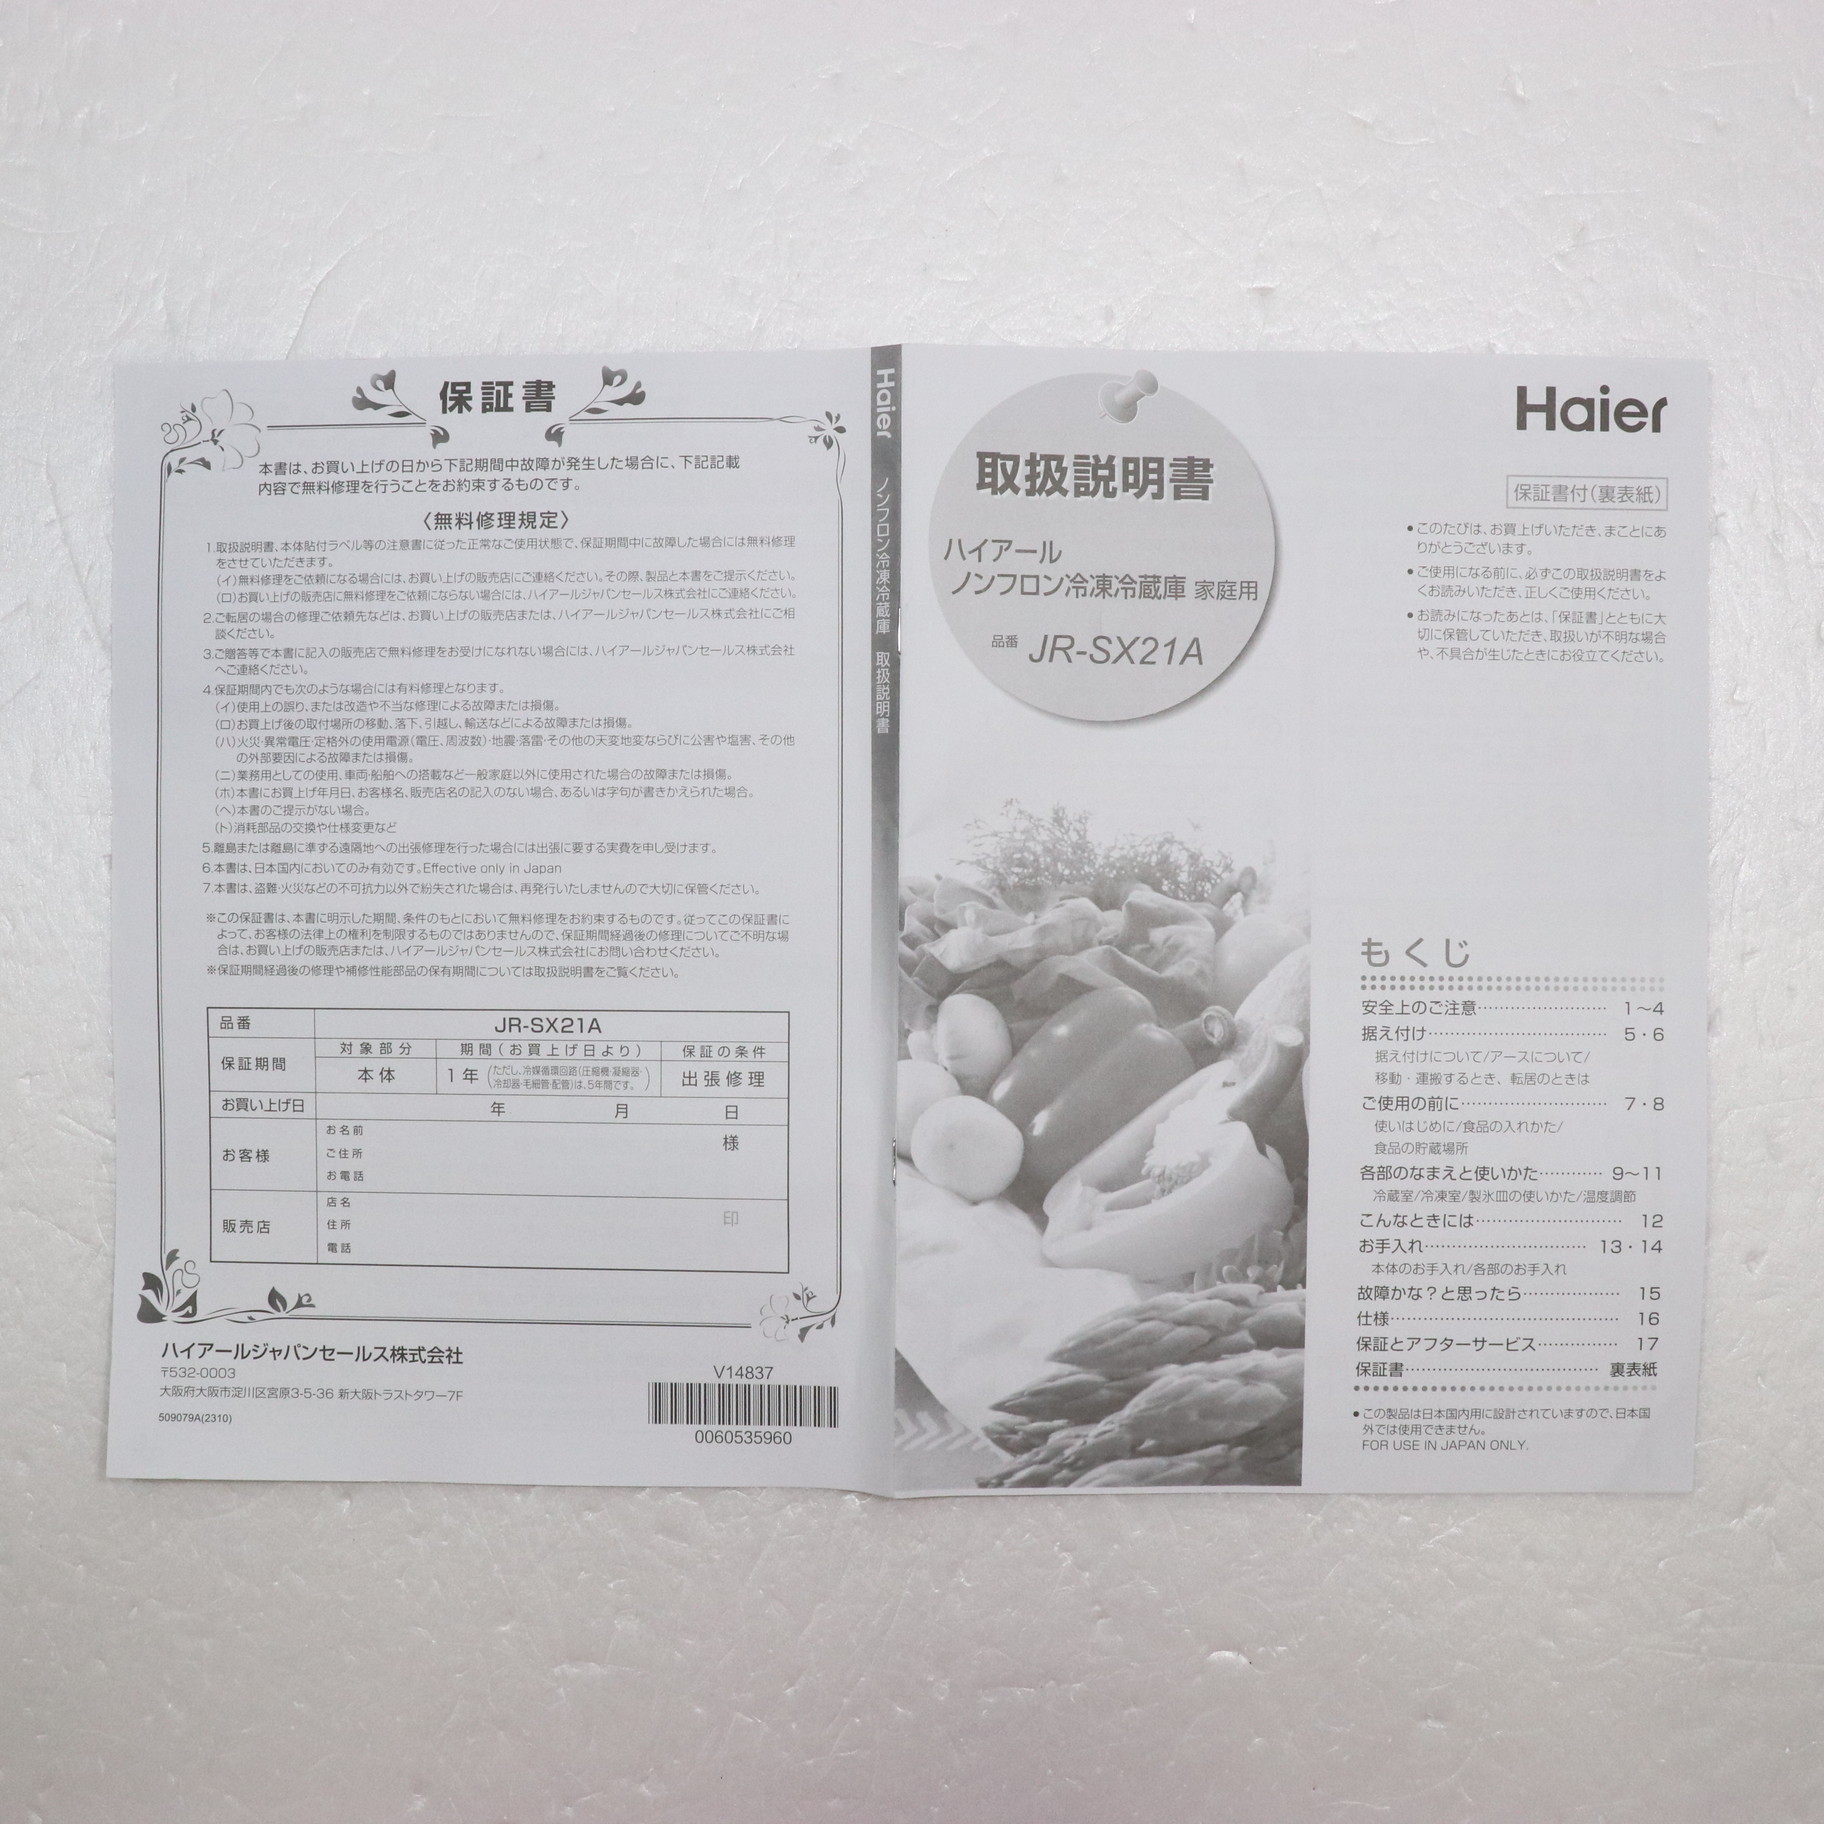 保証書
本書は、お買い上げの日から下記期間中故障が発生した場合に、下記記載
内容で無料修理を行うことをお約束するものです。
〈無料修理規定〉
1.取扱説明書、本体貼付ラベル等の注意書に従った正常なご使用状態で、保証期間中に故障した場合には無料修理
をさせていただきます。
(イ)無料修理をご依頼になる場合には、お買い上げの販売店にご連絡ください。その際、製品と本書をご提示ください。
(ロ)お買い上げの販売店に無料修理をご依頼にならない場合には、ハイアールジャパンセールス株式会社にご連絡ください。
2.ご転居の場合の修理ご依頼先などは、お買い上げの販売店または、ハイアールジャパンセールス株式会社にご相
談ください。
3.ご贈答等で本書に記入の販売店で無料修理をお受けになれない場合には、ハイアールジャパンセールス株式会社
へご連絡ください。
4.保証期間内でも次のような場合には有料修理となります。
(イ)使用上の誤り、または改造や不当な修理による故障または損傷。
(ロ)お買上げ後の取付場所の移動、落下、引越し、輸送などによる故障または損傷。
(ハ)火災・異常電圧・定格外の使用電源(電圧、周波数)・地震・落雷・その他の天変地変ならびに公害や塩害、その他
の外部要因による故障または損傷。
(ニ)業務用としての使用、車両・船舶への搭載など一般家庭以外に使用された場合の故障または損傷。
(ホ)本書にお買上げ年月日、お客様名、販売店名の記入のない場合、あるいは字句が書きかえられた場合。
(ヘ)本書のご提示がない場合。
(ト)消耗部品の交換や仕様変更など
5.離島または離島に準ずる遠隔地への出張修理を行った場合には出張に要する実費を申し受けます。
6.本書は、日本国内においてのみ有効です。Effective only in Japan
7.本書は、盗難・火災などの不可抗力以外で紛失された場合は、再発行いたしませんので大切に保管ください。
※この保証書は、本書に明示した期間、条件のもとにおいて無料修理をお約束するものです。従ってこの保証書に
よって、お客様の法律上の権利を制限するものではありませんので、保証期間経過後の修理についてご不明な場
合は、お買い上げの販売店または、ハイアールジャパンセールス株式会社にお問い合わせください。
※保証期間経過後の修理や補修性能部品の保有期間については取扱説明書をご覧ください。
品番 JR-SX21A
保証期間 対象部分 期間(お買上げ日より) 保証の条件
本体 1年 (ただし、冷媒循環回路(圧縮機・凝縮器・
冷却器・毛細管・配管)は、5年間です。) 出張修理
お買い上げ日 年 月 日
お客様 お名前 様
ご住所
お電話
販売店 店名
住所 印
電話
ハイアールジャパンセールス株式会社
〒532-0003
大阪府大阪市淀川区宮原3-5-36 新大阪トラストタワー7F
509079A(2310)
V14837
0060535960
Haier ノンフロン冷凍冷蔵庫 取扱説明書
取扱説明書
ハイアール
ノンフロン冷凍冷蔵庫 家庭用
品番 JR-SX21A
Haier
保証書付(裏表紙)
●このたびは、お買上げいただき、まことにあ
りがとうございます。
●ご使用になる前に、必ずこの取扱説明書をよ
くお読みいただき、正しくご使用ください。
●お読みになったあとは、「保証書」とともに大
切に保管していただき、取扱いが不明な場合
や、不具合が生じたときにお役立てください。
もくじ
安全上のご注意 1～4
据え付け 5・6
据え付けについて/アースについて/
移動・運搬するとき、転居のときは
ご使用の前に 7・8
使いはじめに/食品の入れかた/
食品の貯蔵場所
各部のなまえと使いかた 9～11
冷蔵室/冷凍室/製氷皿の使いかた/温度調節
こんなときには 12
お手入れ 13・14
本体のお手入れ/各部のお手入れ
故障かな?と思ったら 15
仕様 16
保証とアフターサービス 17
保証書 裏表紙
●この製品は日本国内用に設計されていますので、日本国
外では使用できません。
FOR USE IN JAPAN ONLY.